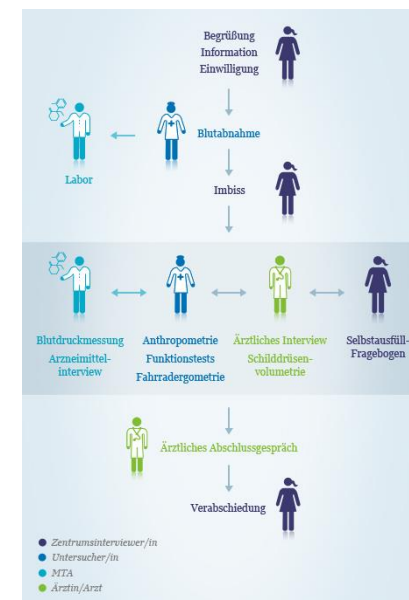 Begrüßung
Information
Einwilligung
Blutabnahme
Labor
Imbiss
Blutdruckmessung
Arzneimittel-
interview
Anthropometrie
Funktionstests
Fahrradergometrie
Ärztliches Interview
Schilddrüsen-
volumetrie
Selbstausfüll-
Fragebogen
Ärztliches Abschlussgespräch
Verabschiedung
Zentrumsinterviewer/in
Untersucher/in
MTA
Ärztin/Arzt